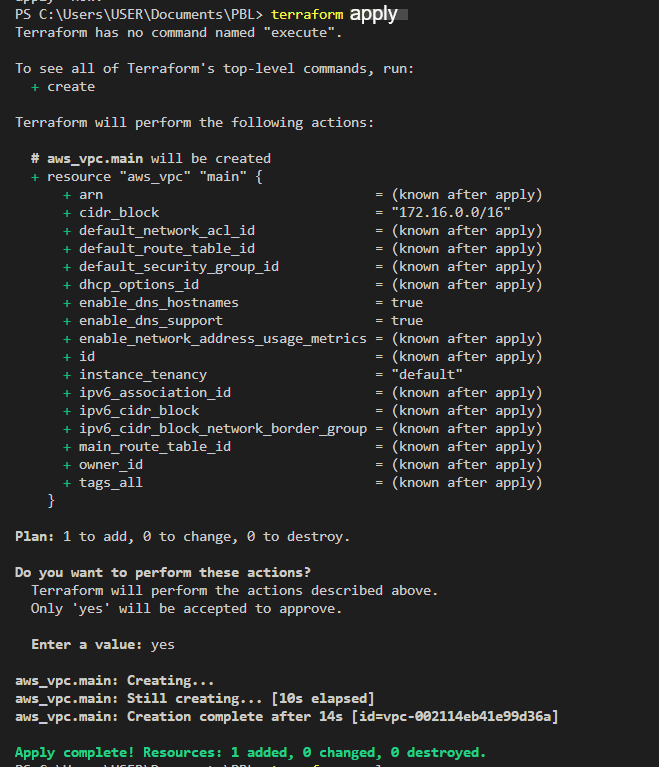 PS C:\Users\USER\Documents\PBL> terraform apply
Terraform has no command named "execute".
To see all of Terraform's top-level commands, run:
+ create
Terraform will perform the following actions:
# aws_vpc.main will be created
+ resource "aws_vpc" "main" {
+ arn = (known after apply)
+ cidr_block = "172.16.0.0/16"
+ default_network_acl_id = (known after apply)
+ default_route_table_id = (known after apply)
+ default_security_group_id = (known after apply)
+ dhcp_options_id = (known after apply)
+ enable_dns_hostnames = true
+ enable_dns_support = true
+ enable_network_address_usage_metrics = (known after apply)
+ id = (known after apply)
+ instance_tenancy = "default"
+ ipv6_association_id = (known after apply)
+ ipv6_cidr_block = (known after apply)
+ ipv6_cidr_block_network_border_group = (known after apply)
+ main_route_table_id = (known after apply)
+ owner_id = (known after apply)
+ tags_all = (known after apply)
}
Plan: 1 to add, 0 to change, 0 to destroy.
Do you want to perform these actions?
Terraform will perform the actions described above.
Only 'yes' will be accepted to approve.
Enter a value: yes
aws_vpc.main: Creating...
aws_vpc.main: Still creating... [10s elapsed]
aws_vpc.main: Creation complete after 14s [id=vpc-002114eb41e99d36a]
Apply complete! Resources: 1 added, 0 changed, 0 destroyed.